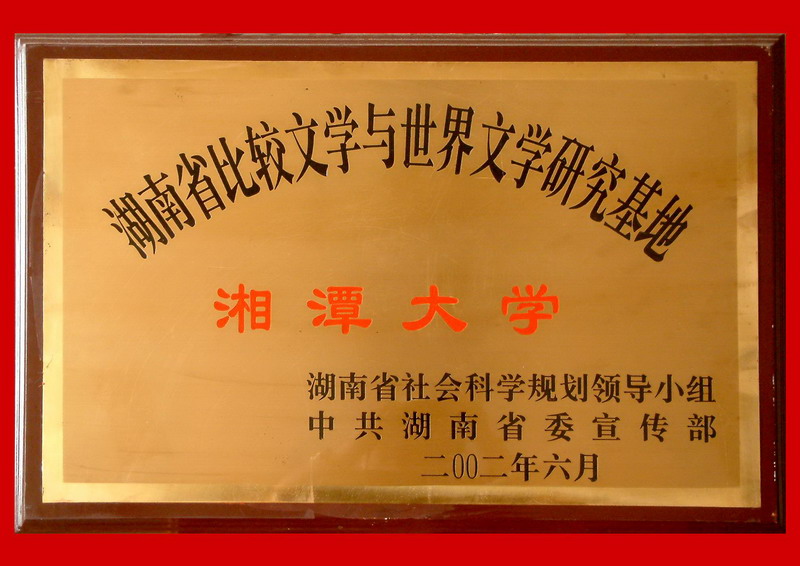 湖南省比较文学与世界文学研究基地
湘潭大学
湖南省社会科学规划领导小组
中共湖南省委宣传部
二00二年六月